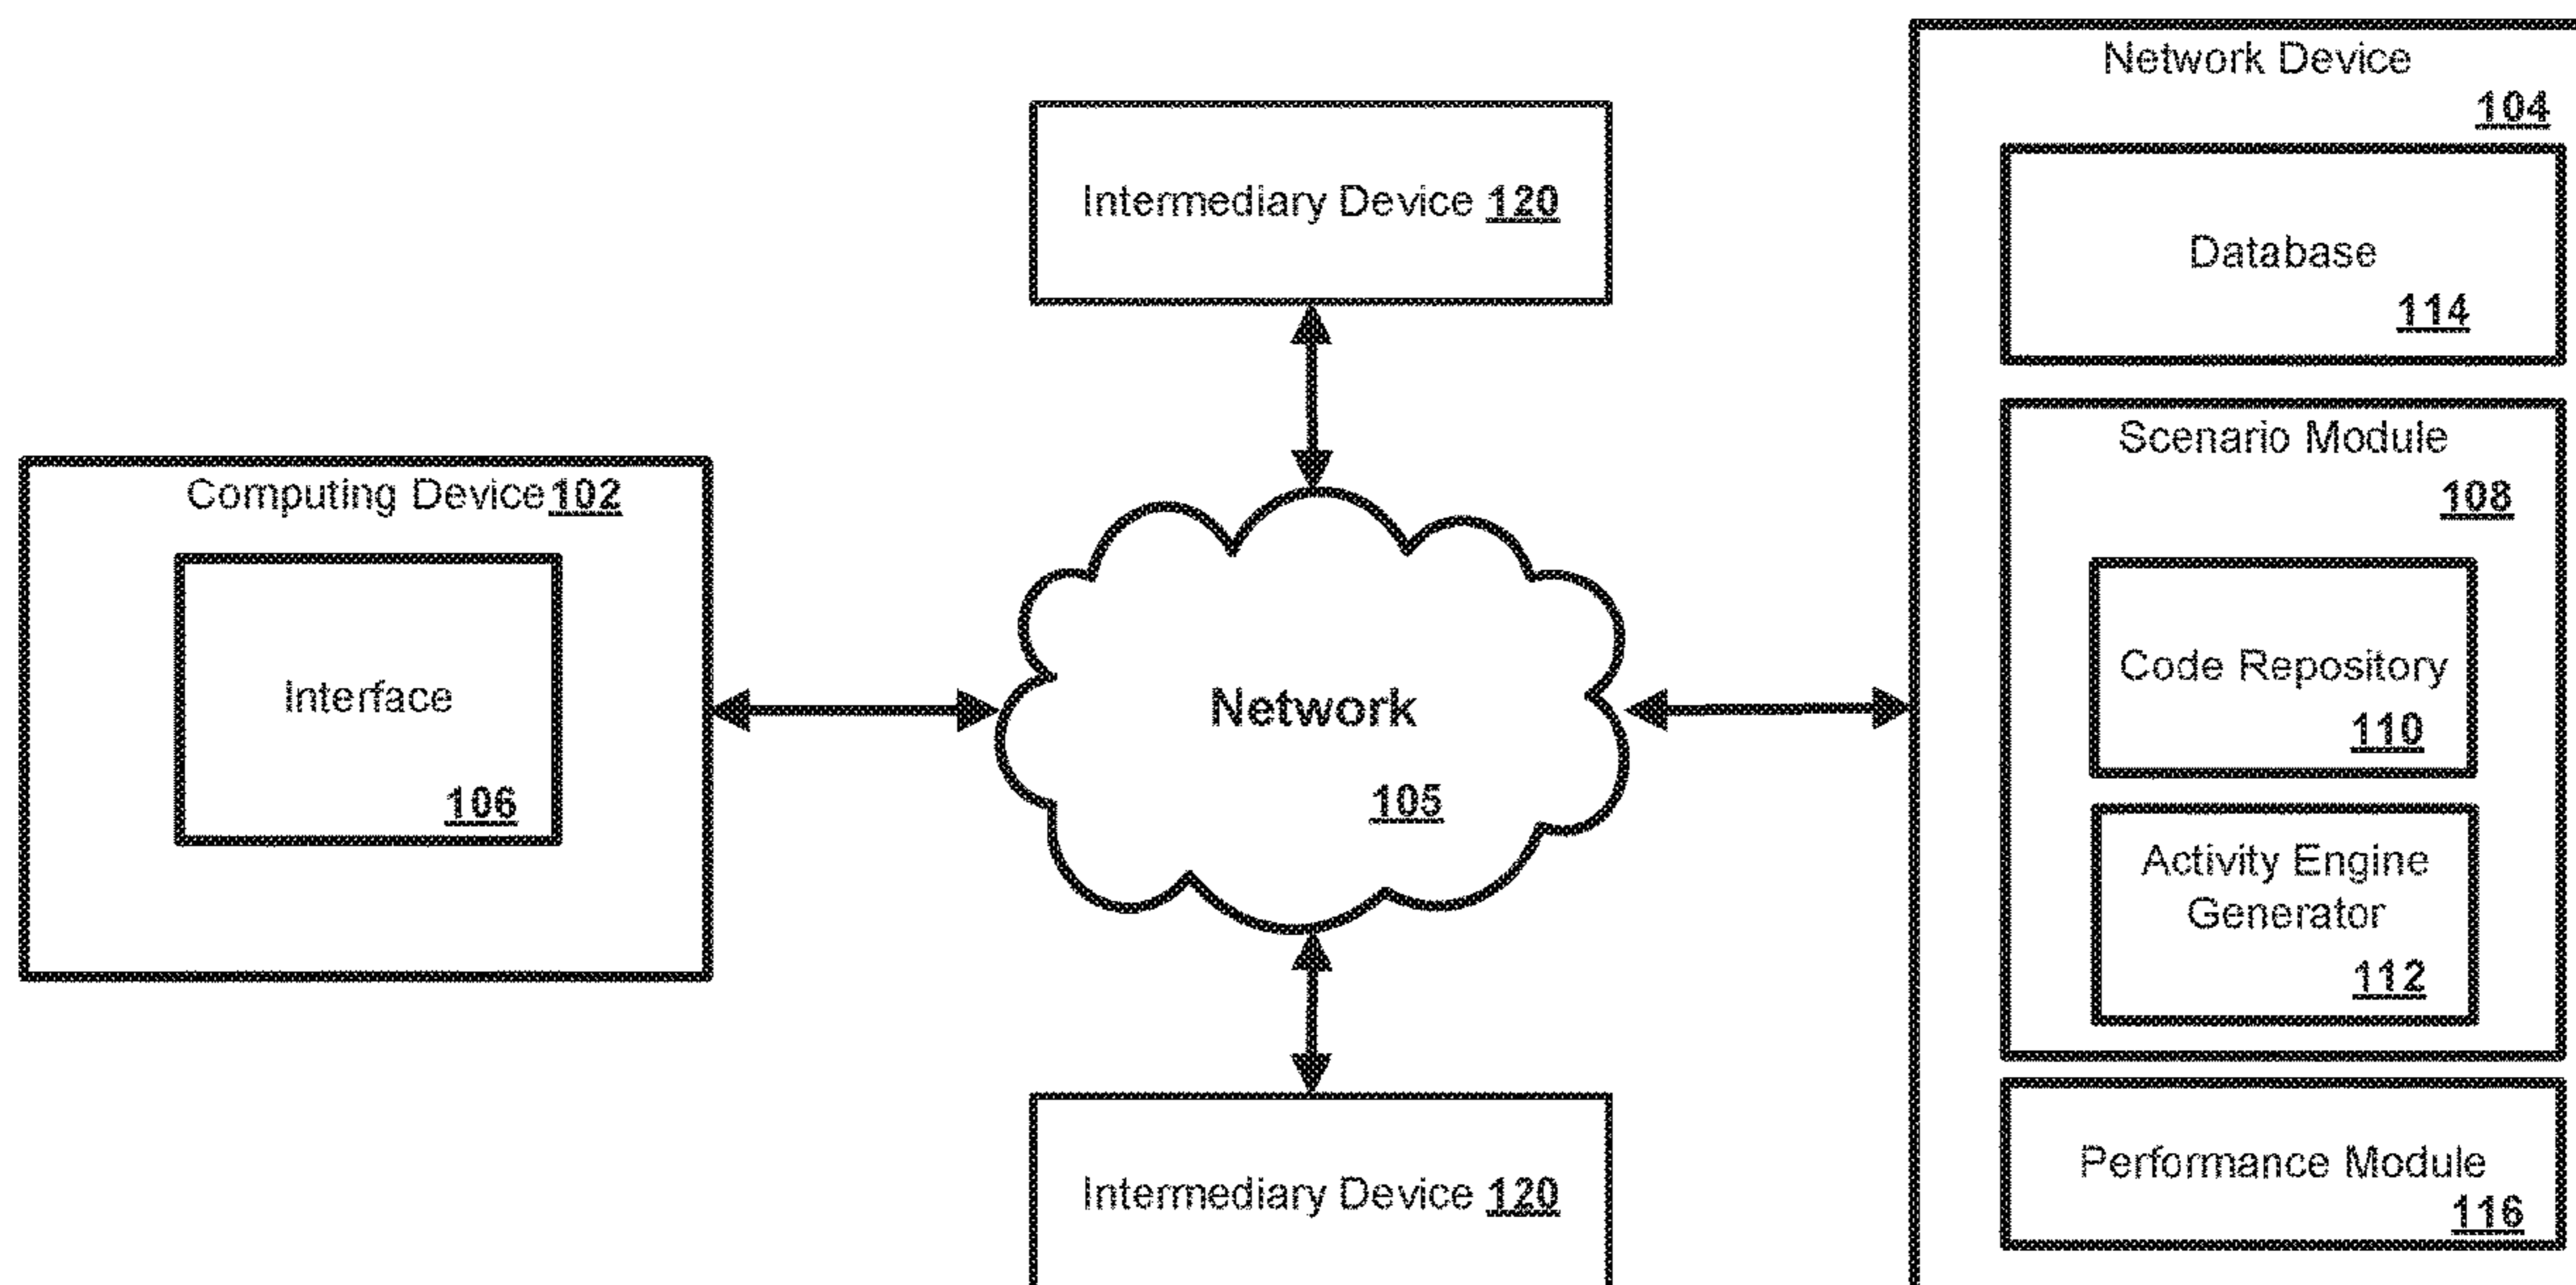 Network Device
104
Intermediary Device 120
Database
114
Scenario Module
108
Computing Device 102
Interface
106
Network
105
Code Repository
110
Activity Engine
Generator
112
Performance Module
116
Intermediary Device 120